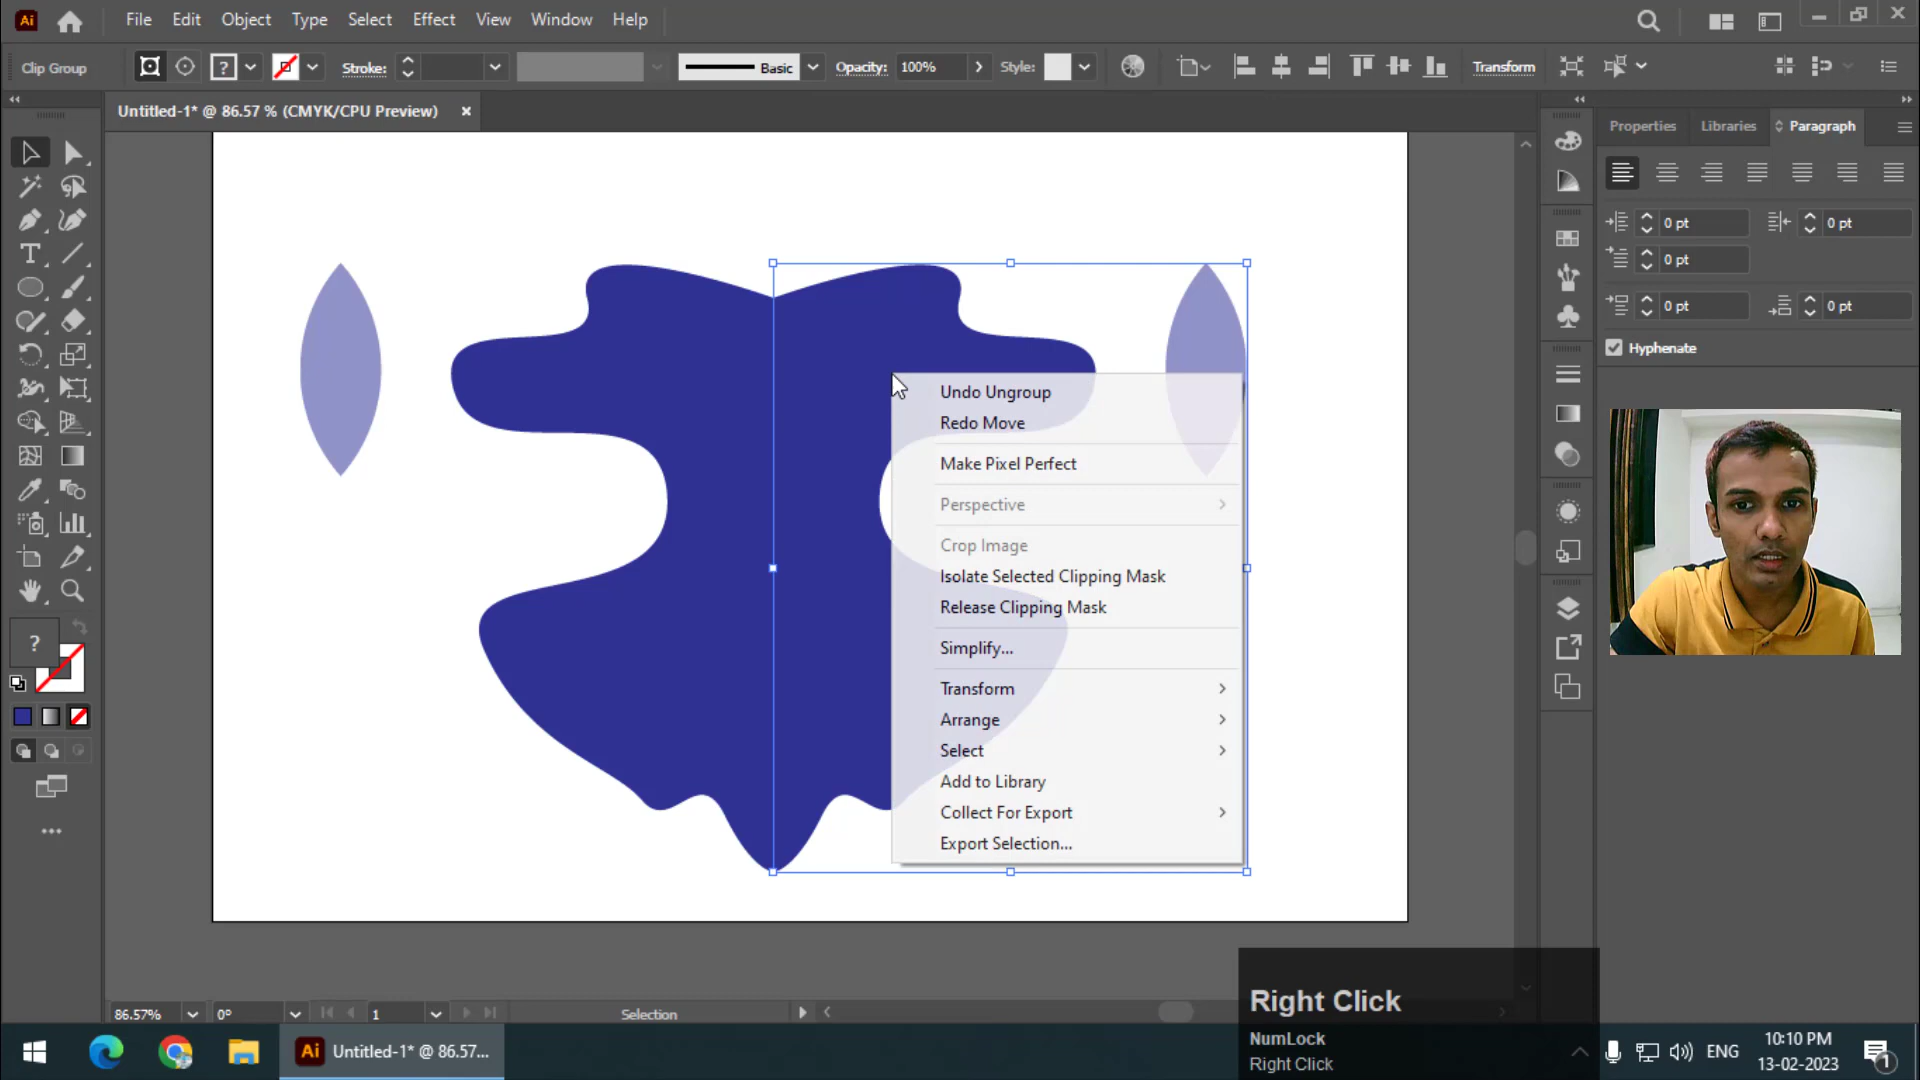 Ai
File Edit Object Type Select Effect View Window Help
Clip Group
?
Stroke:
Basic
Opacity:
100%
Style:
Transform
Untitled-1* @ 86.57 % (CMYK/CPU Preview)
Properties
Libraries
Paragraph
0 pt
0 pt
0 pt
0 pt
0 pt
Hyphenate
Undo Ungroup
Redo Move
Make Pixel Perfect
Perspective
Crop Image
Isolate Selected Clipping Mask
Release Clipping Mask
Simplify...
Transform
Arrange
Select
Add to Library
Collect For Export
Export Selection...
?
86.57%
0°
1
Selection
Right Click
NumLock
Right Click
Ai
Untitled-1* @ 86.57...
ENG
10:10 PM
13-02-2023
1